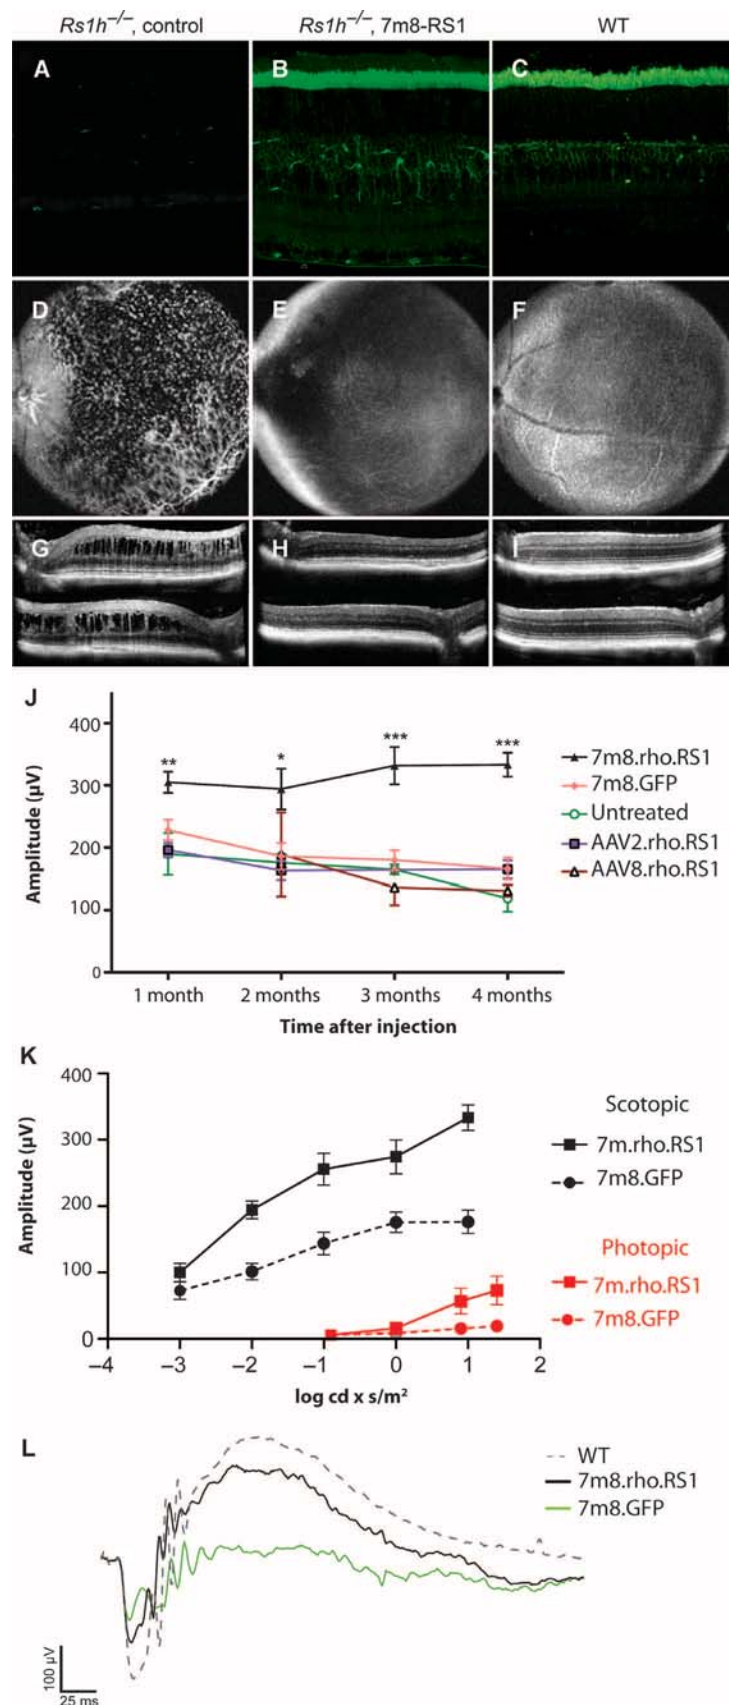 Rs1h−/−, control Rs1h−/−, 7m8-RS1 WT
A B C
D E F
G H I
J
400
300
200
100
0
Amplitude (µV)
** * *** ***
1 month 2 months 3 months 4 months
Time after injection
7m8.rho.RS1
7m8.GFP
Untreated
AAV2.rho.RS1
AAV8.rho.RS1
K
400
300
200
100
0
Amplitude (µV)
–4 –3 –2 –1 0 1 2
log cd x s/m²
Scotopic
7m.rho.RS1
7m8.GFP
Photopic
7m.rho.RS1
7m8.GFP
L
WT
7m8.rho.RS1
7m8.GFP
100 µV
25 ms